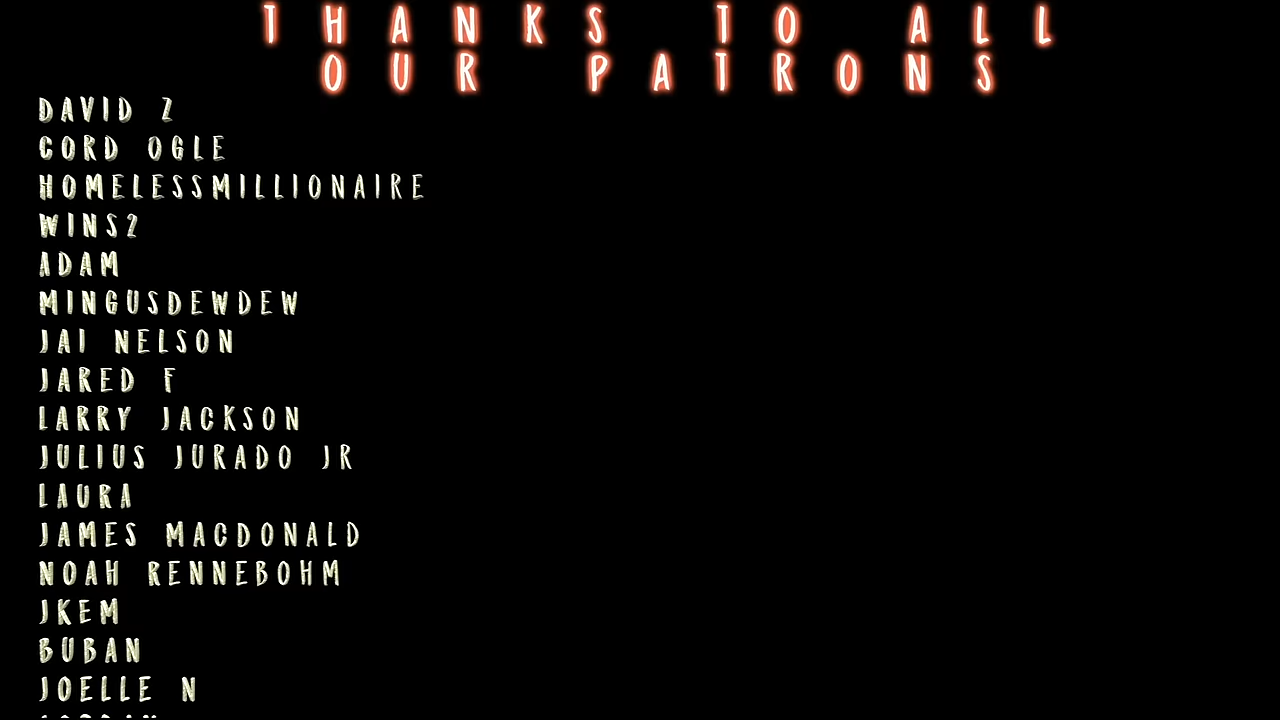 THANKS TO ALL
OUR PATRONS
DAVID Z
CORD OGLE
HOMELESSMILLIONAIRE
WINS2
ADAM
MINGUSDEWDEW
JAI NELSON
JARED F
LARRY JACKSON
JULIUS JURADO JR
LAURA
JAMES MACDONALD
NOAH RENNEBOHM
JKEM
BUBAN
JOELLE N